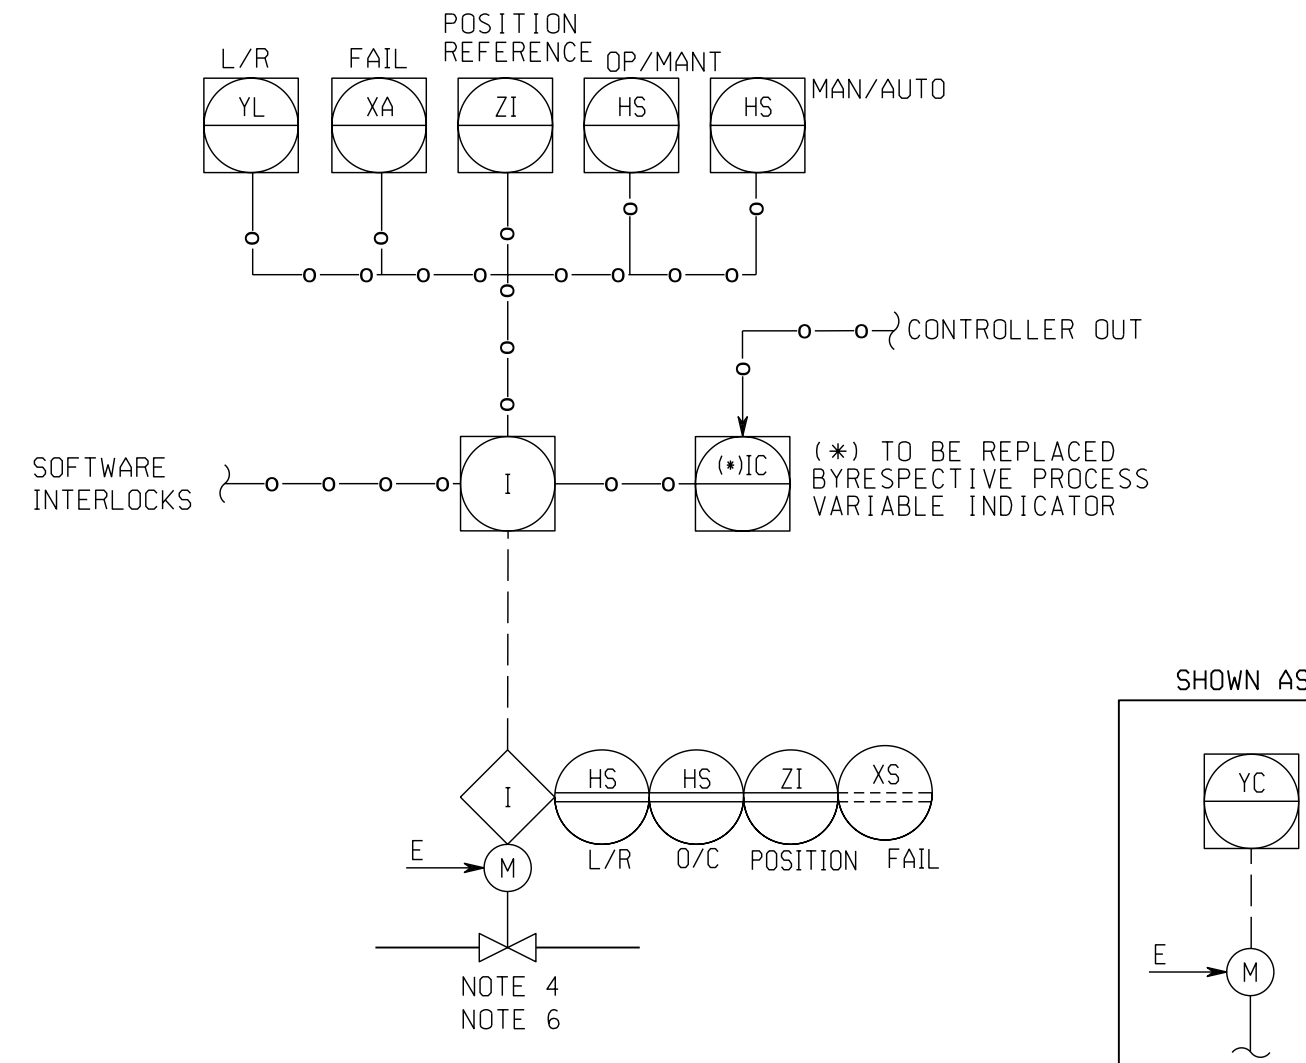 POSITION
REFERENCE
L/R
FAIL
OP/MANT
MAN/AUTO
YL
XA
ZI
HS
HS
CONTROLLER OUT
SOFTWARE
INTERLOCKS
I
(*)IC
(*) TO BE REPLACED
BYRESPECTIVE PROCESS
VARIABLE INDICATOR
SHOWN AS
YC
E
M
I
HS
HS
ZI
XS
L/R
O/C
POSITION
FAIL
E
M
NOTE 4
NOTE 6